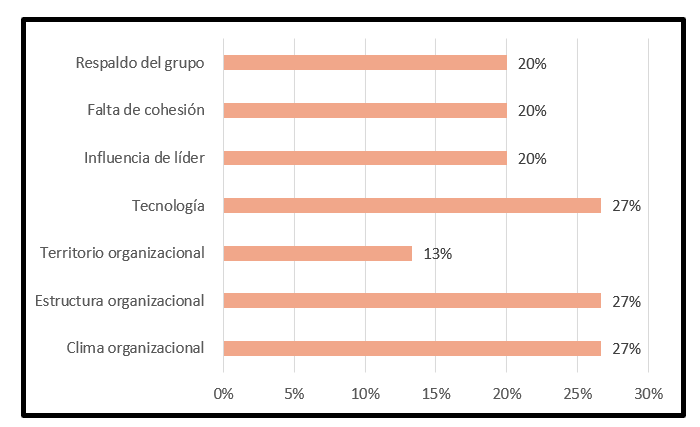 Respaldo del grupo 20%
Falta de cohesión 20%
Influencia de líder 20%
Tecnología 27%
Territorio organizacional 13%
Estructura organizacional 27%
Clima organizacional 27%
0% 5% 10% 15% 20% 25% 30%